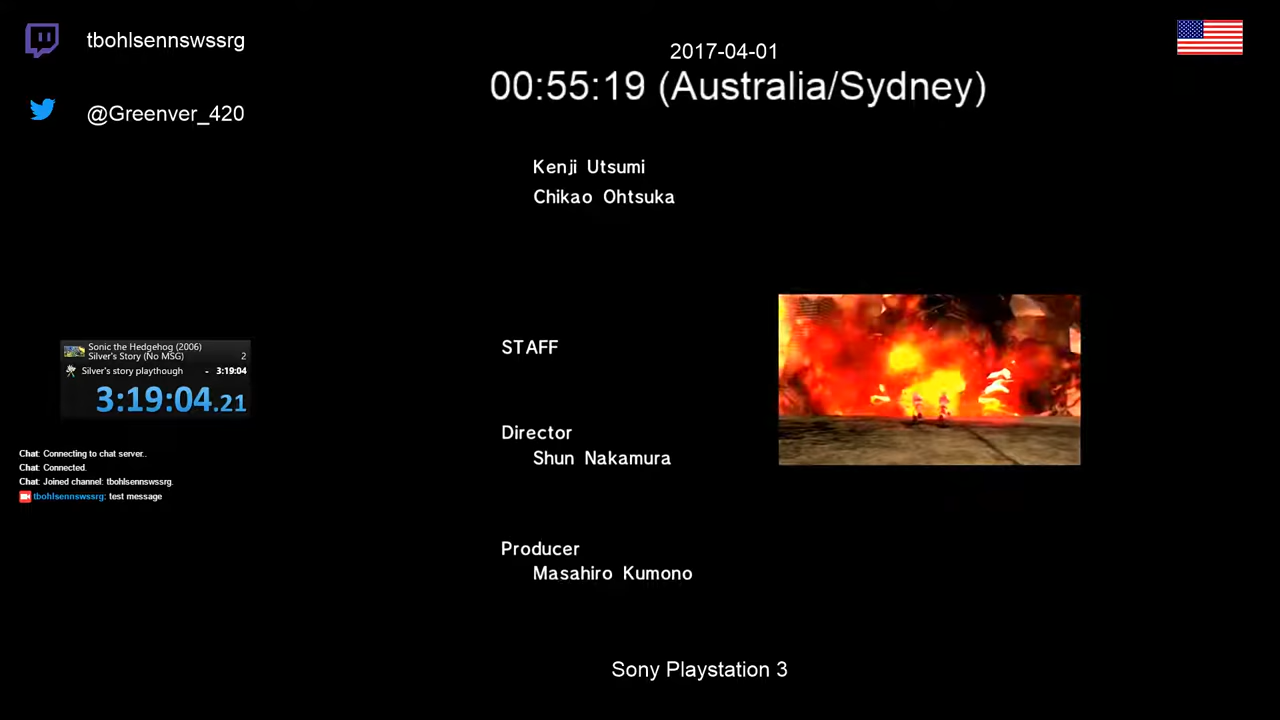 tbohlsennswssrg
@Greenver_420
2017-04-01
00:55:19 (Australia/Sydney)
Kenji Utsumi
Chikao Ohtsuka
STAFF
Director
Shun Nakamura
Producer
Masahiro Kumono
Sonic the Hedgehog (2006)
Silver's Story (No MSG) 2
Silver's story playthough - 3:19:04
3:19:04.21
Chat: Connecting to chat server..
Chat: Connected.
Chat: Joined channel: tbohlsennswssrg.
tbohlsennswssrg: test message
Sony Playstation 3